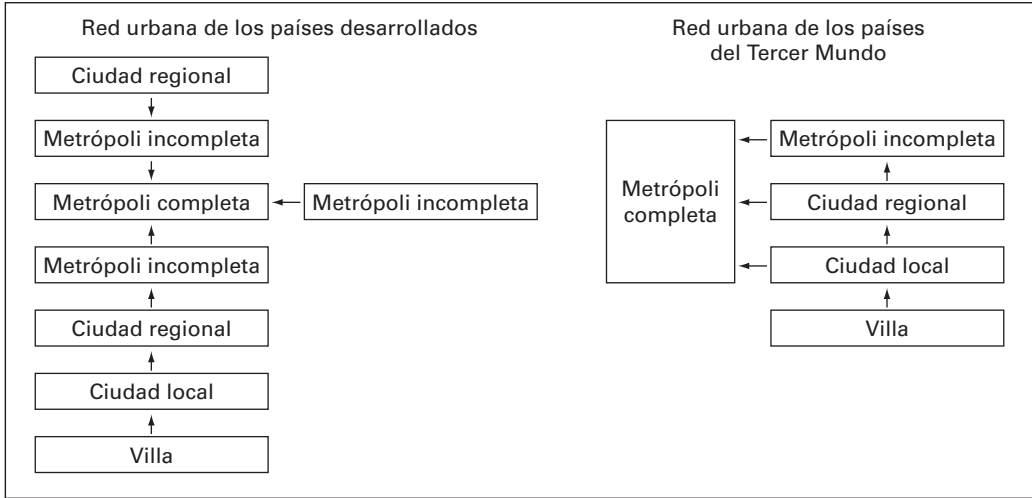 Red urbana de los países desarrollados
Ciudad regional
Metrópoli incompleta
Metrópoli completa
Metrópoli incompleta
Metrópoli incompleta
Ciudad regional
Ciudad local
Villa
Red urbana de los países
del Tercer Mundo
Metrópoli
completa
Metrópoli incompleta
Ciudad regional
Ciudad local
Villa